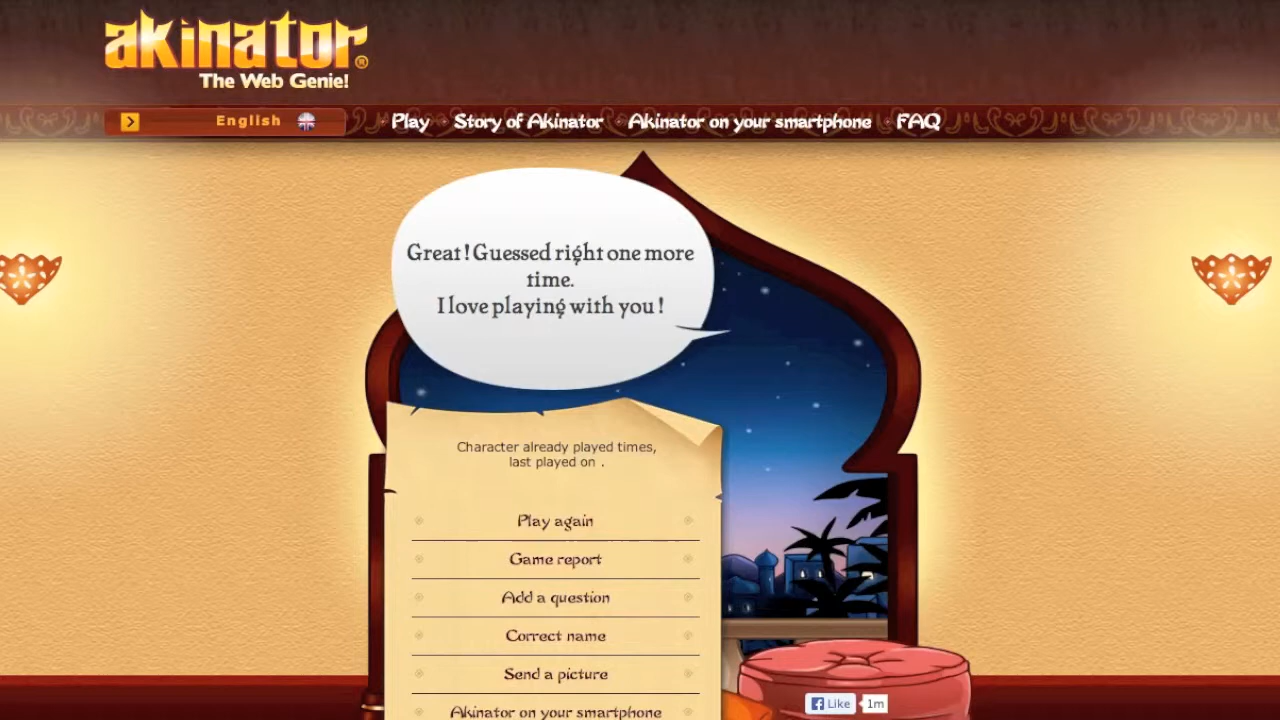 akinator®
The Web Genie!
English
Play
Story of Akinator
Akinator on your smartphone
FAQ
Great ! Guessed right one more
time.
I love playing with you !
Character already played times,
last played on .
Play again
Game report
Add a question
Correct name
Send a picture
Akinator on your smartphone
Like 1m